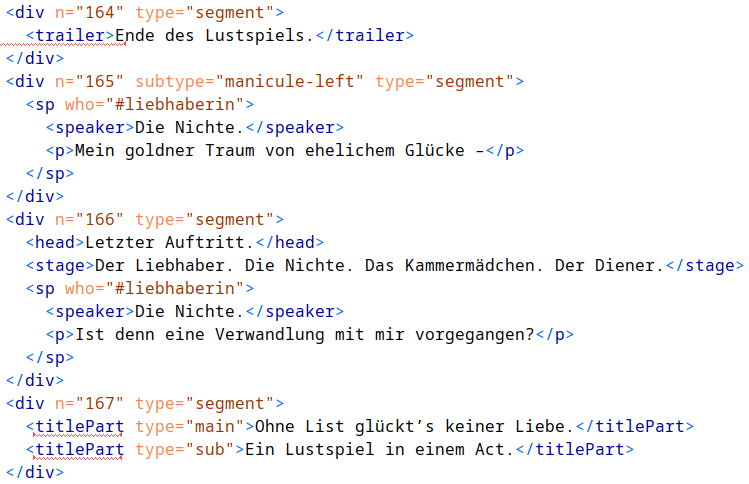 <div n="164" type="segment">
  <trailer>Ende des Lustspiels.</trailer>
</div>
<div n="165" subtype="manicule-left" type="segment">
  <sp who="#liebhaberin">
    <speaker>Die Nichte.</speaker>
    <p>Mein goldner Traum von ehelichem Glücke –</p>
  </sp>
</div>
<div n="166" type="segment">
  <head>Letzter Auftritt.</head>
  <stage>Der Liebhaber. Die Nichte. Das Kammermädchen. Der Diener.</stage>
  <sp who="#liebhaberin">
    <speaker>Die Nichte.</speaker>
    <p>Ist denn eine Verwandlung mit mir vorgegangen?</p>
  </sp>
</div>
<div n="167" type="segment">
  <titlePart type="main">Ohne List glückt’s keiner Liebe.</titlePart>
  <titlePart type="sub">Ein Lustspiel in einem Act.</titlePart>
</div>